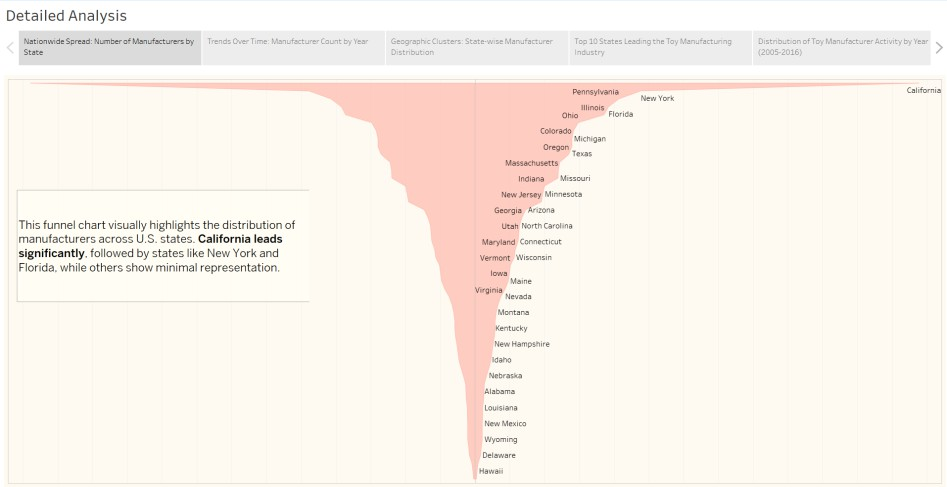 Detailed Analysis
Nationwide Spread: Number of Manufacturers by
State
Trends Over Time: Manufacturer Count by Year
Geographic Clusters: State-wise Manufacturer
Distribution
Top 10 States Leading the Toy Manufacturing
Industry
Distribution of Toy Manufacturer Activity by Year
(2005-2016)
California
Pennsylvania
New York
Illinois
Florida
Ohio
Colorado
Michigan
Oregon
Texas
Massachusetts
Indiana
Missouri
New Jersey
Minnesota
Georgia
Arizona
Utah
North Carolina
Maryland
Connecticut
Vermont
Wisconsin
Iowa
Maine
Virginia
Nevada
Montana
Kentucky
New Hampshire
Idaho
Nebraska
Alabama
Louisiana
New Mexico
Wyoming
Delaware
Hawaii
This funnel chart visually highlights the distribution of
manufacturers across U.S. states. California leads
significantly, followed by states like New York and
Florida, while others show minimal representation.